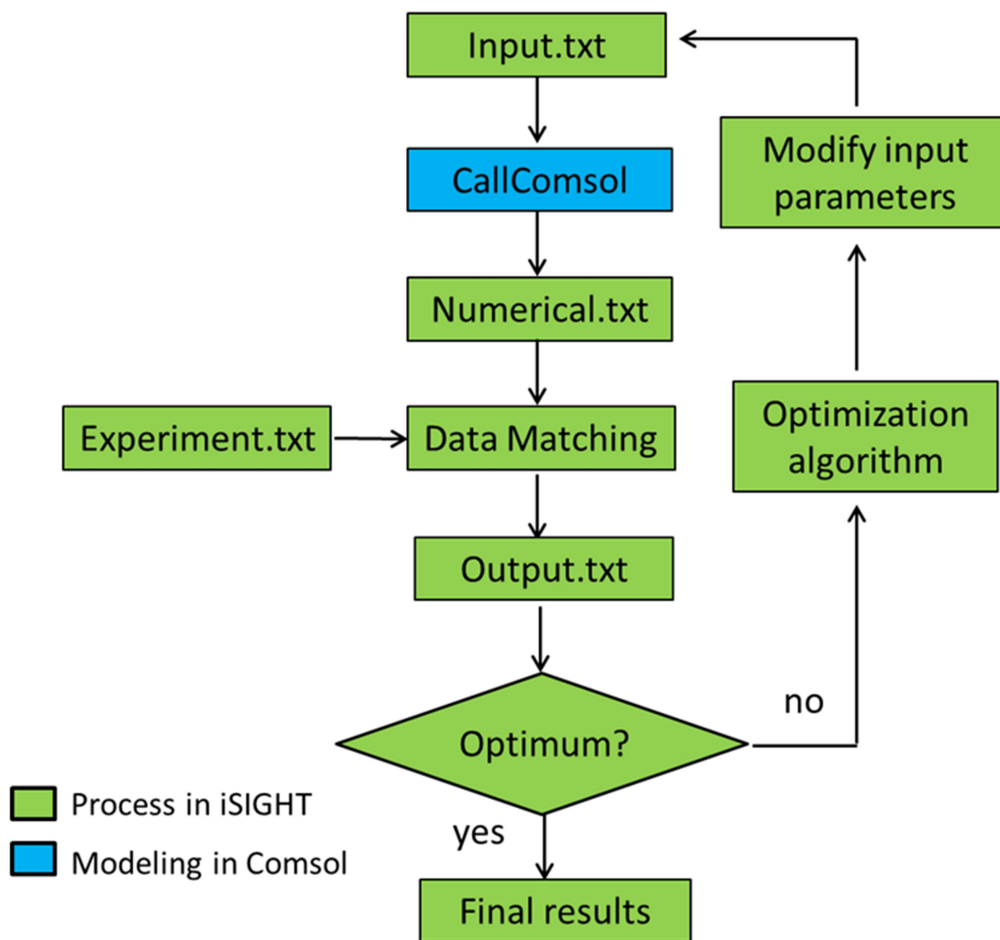 Input.txt
Modify input
parameters
CallComsol
Numerical.txt
Experiment.txt
Data Matching
Optimization
algorithm
Output.txt
no
Optimum?
Process in iSIGHT
yes
Modeling in Comsol
Final results